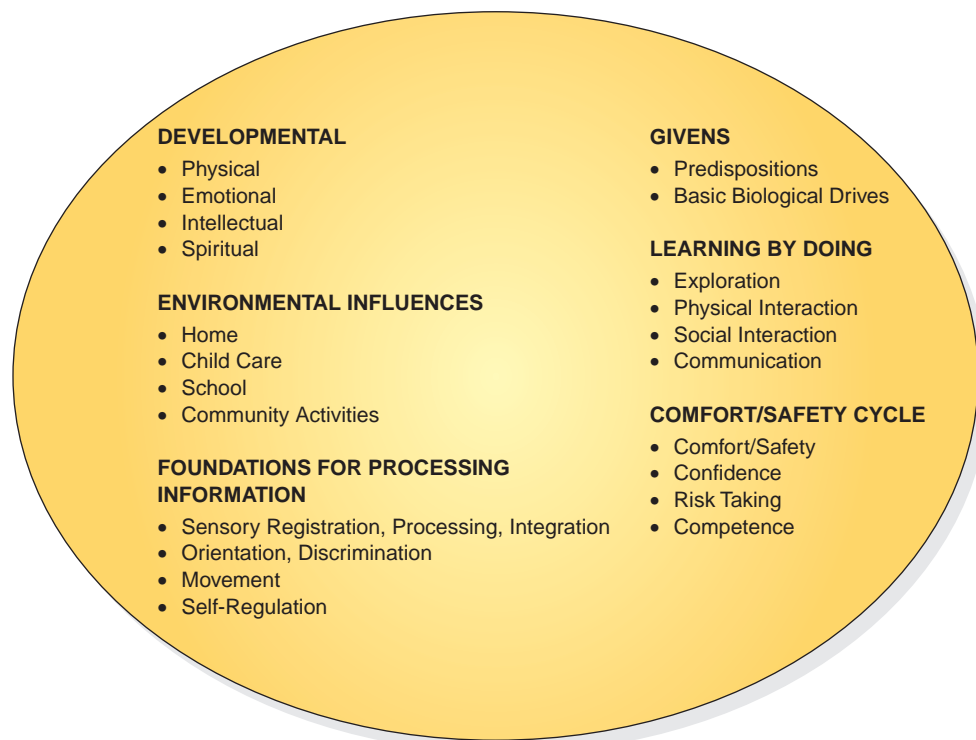 DEVELOPMENTAL
• Physical
• Emotional
• Intellectual
• Spiritual
ENVIRONMENTAL INFLUENCES
• Home
• Child Care
• School
• Community Activities
FOUNDATIONS FOR PROCESSING
INFORMATION
• Sensory Registration, Processing, Integration
• Orientation, Discrimination
• Movement
• Self-Regulation
GIVENS
• Predispositions
• Basic Biological Drives
LEARNING BY DOING
• Exploration
• Physical Interaction
• Social Interaction
• Communication
COMFORT/SAFETY CYCLE
• Comfort/Safety
• Confidence
• Risk Taking
• Competence